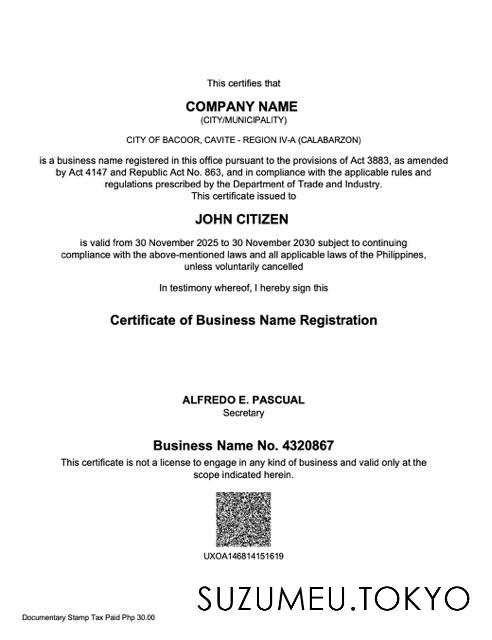 This certifies that
COMPANY NAME
(CITY/MUNICIPALITY)
CITY OF BACOOR, CAVITE - REGION IV-A (CALABARZON)
is a business name registered in this office pursuant to the provisions of Act 3883, as amended
by Act 4147 and Republic Act No. 863, and in compliance with the applicable rules and
regulations prescribed by the Department of Trade and Industry.
This certificate issued to
JOHN CITIZEN
is valid from 30 November 2025 to 30 November 2030 subject to continuing
compliance with the above-mentioned laws and all applicable laws of the Philippines,
unless voluntarily cancelled
In testimony whereof, I hereby sign this
Certificate of Business Name Registration
ALFREDO E. PASCUAL
Secretary
Business Name No. 4320867
This certificate is not a license to engage in any kind of business and valid only at the
scope indicated herein.
UXOA146814151619
SUZUMEU.TOKYO
Documentary Stamp Tax Paid Php 30.00